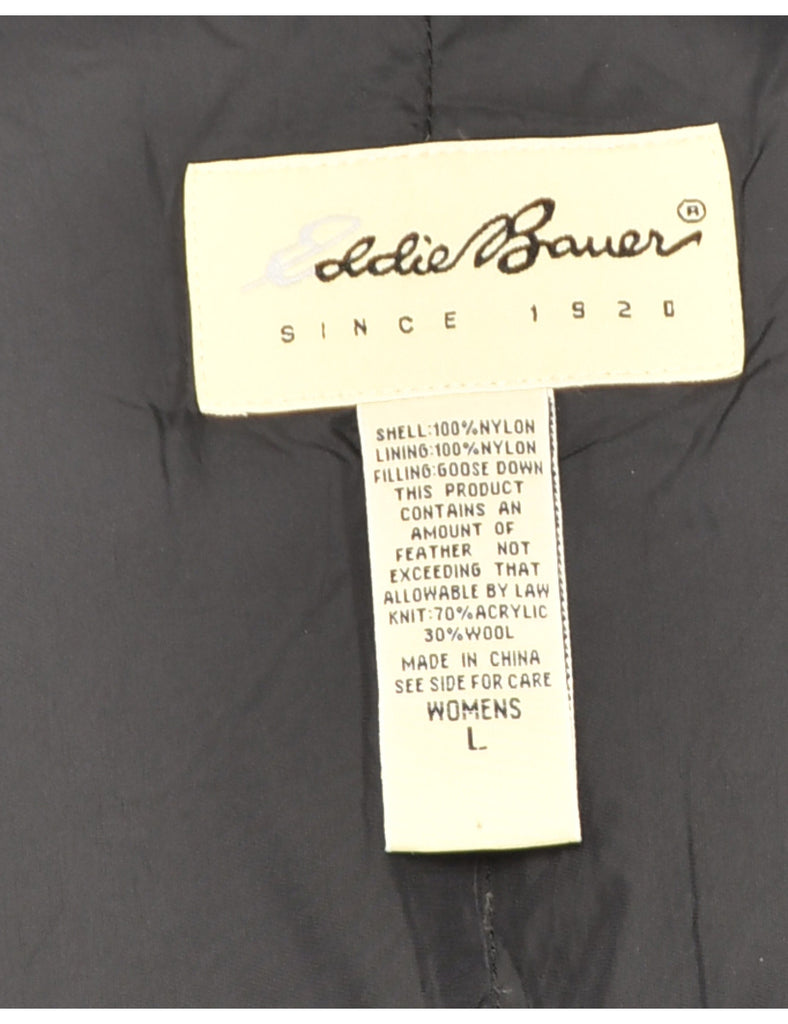 Eddie Bauer ®
SINCE 1920
SHELL:100%NYLON
LINING:100%NYLON
FILLING:GOOSE DOWN
THIS PRODUCT
CONTAINS AN
AMOUNT OF
FEATHER NOT
EXCEEDING THAT
ALLOWABLE BY LAW
KNIT:70%ACRYLIC
30%WOOL
MADE IN CHINA
SEE SIDE FOR CARE
WOMENS
L